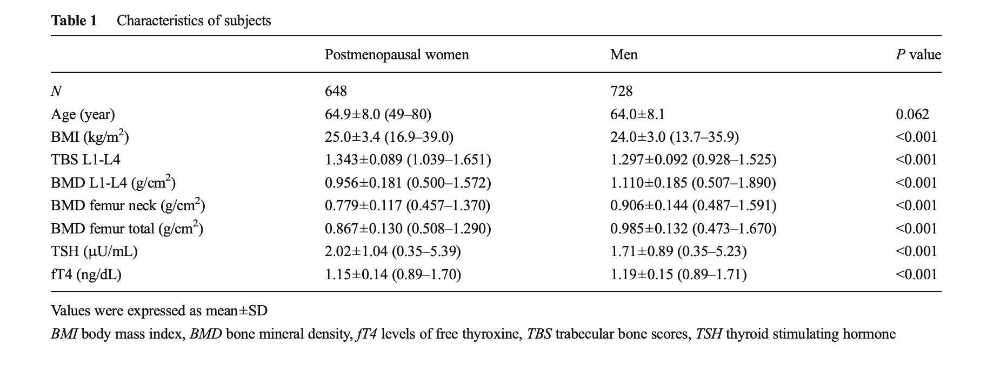 Table 1 Characteristics of subjects
Postmenopausal women Men P value
N 648 728
Age (year) 64.9±8.0 (49–80) 64.0±8.1 0.062
BMI (kg/m²) 25.0±3.4 (16.9–39.0) 24.0±3.0 (13.7–35.9) <0.001
TBS L1-L4 1.343±0.089 (1.039–1.651) 1.297±0.092 (0.928–1.525) <0.001
BMD L1-L4 (g/cm²) 0.956±0.181 (0.500–1.572) 1.110±0.185 (0.507–1.890) <0.001
BMD femur neck (g/cm²) 0.779±0.117 (0.457–1.370) 0.906±0.144 (0.487–1.591) <0.001
BMD femur total (g/cm²) 0.867±0.130 (0.508–1.290) 0.985±0.132 (0.473–1.670) <0.001
TSH (μU/mL) 2.02±1.04 (0.35–5.39) 1.71±0.89 (0.35–5.23) <0.001
fT4 (ng/dL) 1.15±0.14 (0.89–1.70) 1.19±0.15 (0.89–1.71) <0.001
Values were expressed as mean±SD
BMI body mass index, BMD bone mineral density, fT4 levels of free thyroxine, TBS trabecular bone scores, TSH thyroid stimulating hormone